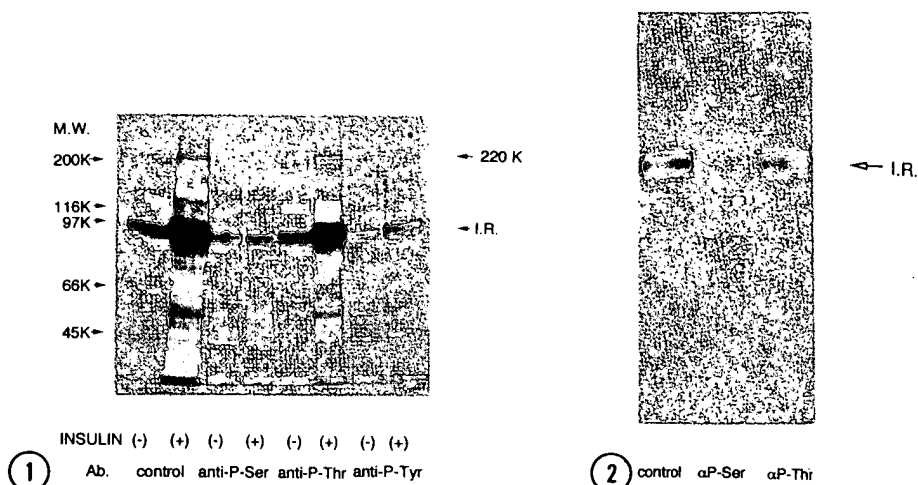 M.W.
200K
116K
97K
66K
45K
220 K
I.R.
INSULIN (-) (+) (-) (+) (-) (+) (-) (+)
1 Ab. control anti-P-Ser anti-P-Thr anti-P-Tyr
I.R.
2 control αP-Ser αP-Thr